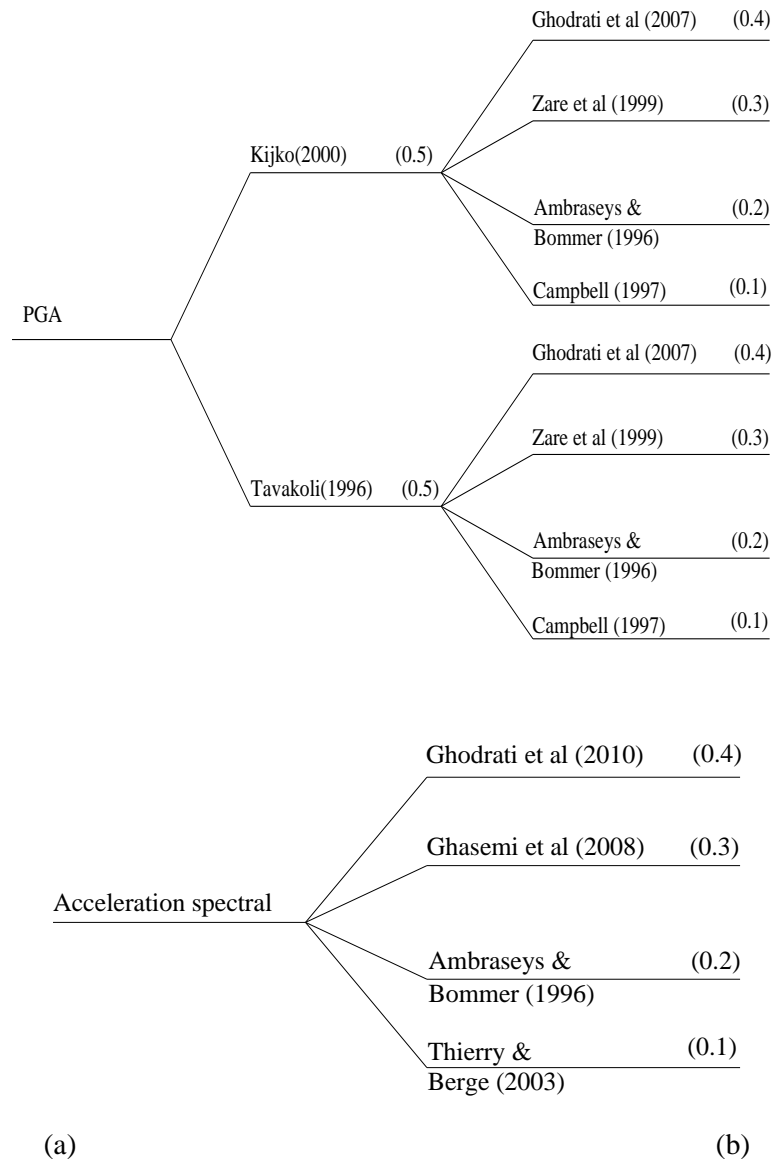 Ghodrati et al (2007) (0.4)
Zare et al (1999) (0.3)
Kijko(2000) (0.5)
Ambraseys & (0.2)
Bommer (1996)
Campbell (1997) (0.1)
PGA
Ghodrati et al (2007) (0.4)
Zare et al (1999) (0.3)
Tavakoli(1996) (0.5)
Ambraseys & (0.2)
Bommer (1996)
Campbell (1997) (0.1)
Ghodrati et al (2010) (0.4)
Ghasemi et al (2008) (0.3)
Acceleration spectral
Ambraseys & (0.2)
Bommer (1996)
Thierry & (0.1)
Berge (2003)
(a) (b)